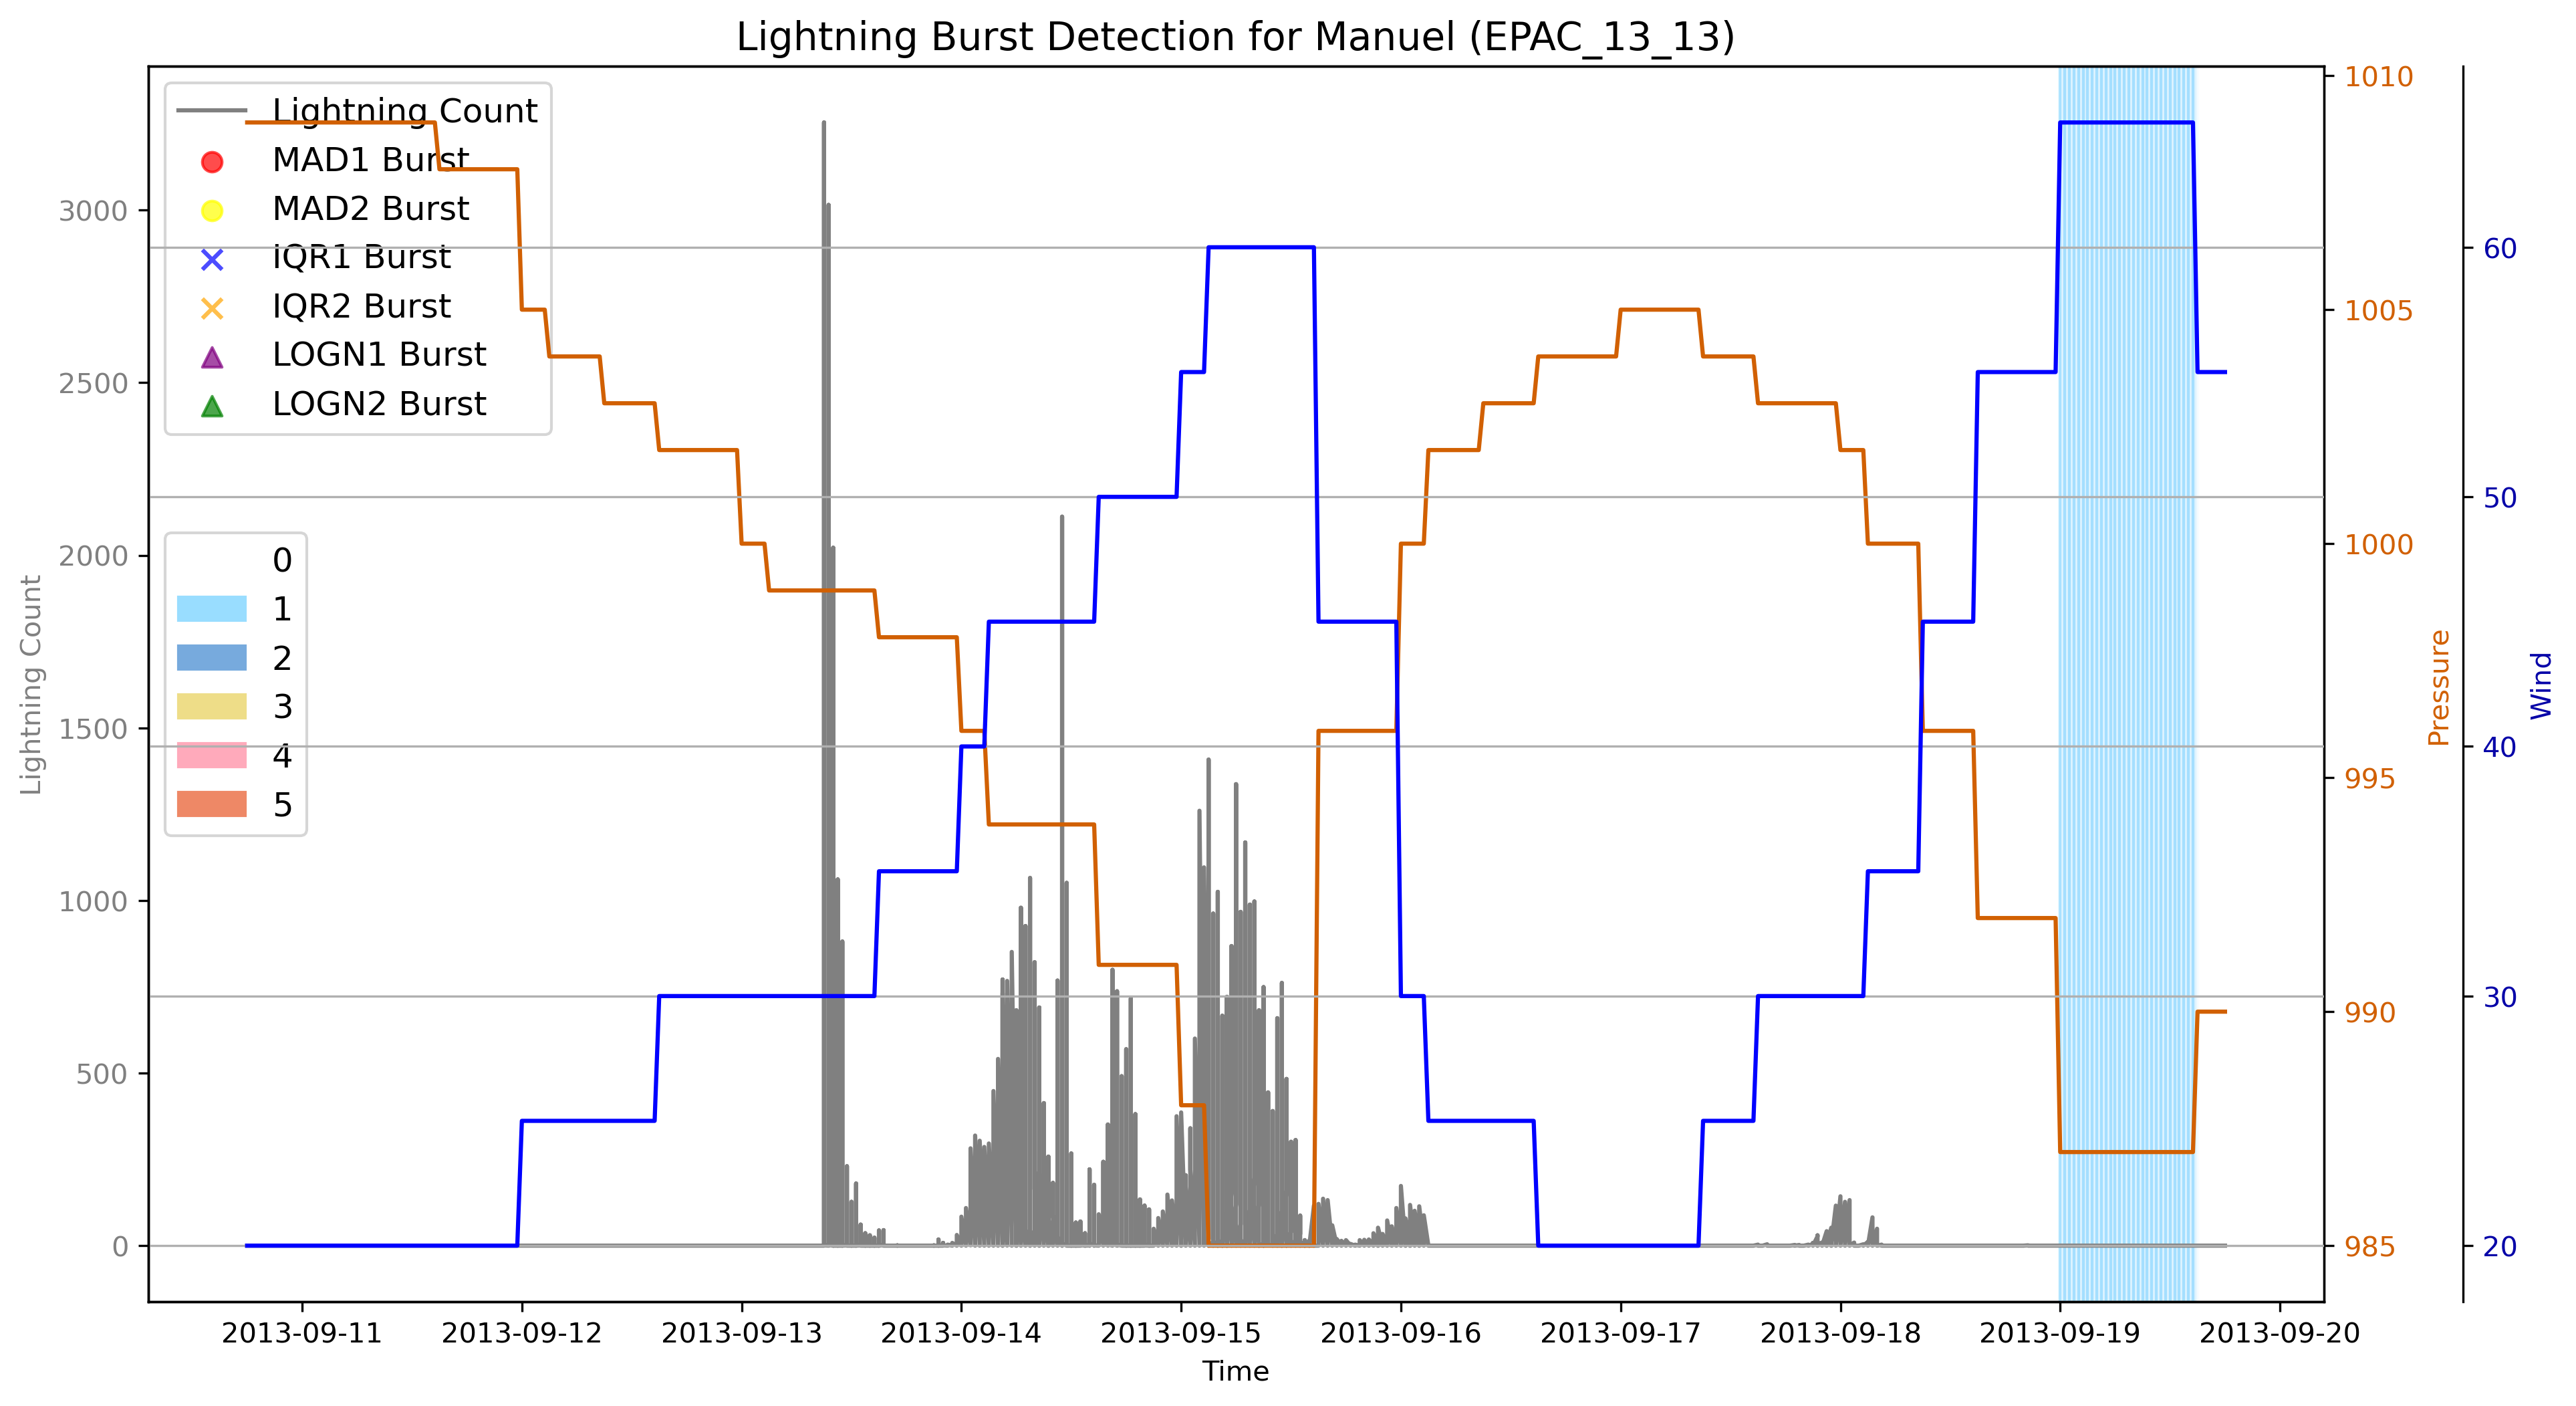 Lightning Burst Detection for Manuel (EPAC_13_13)
Lightning Count
MAD1 Burst
MAD2 Burst
IQR1 Burst
IQR2 Burst
LOGN1 Burst
LOGN2 Burst
0
1
2
3
4
5
Lightning Count
3000
2500
2000
1500
1000
500
0
1010
1005
1000
995
990
985
Pressure
60
50
40
30
20
Wind
2013-09-11 2013-09-12 2013-09-13 2013-09-14 2013-09-15 2013-09-16 2013-09-17 2013-09-18 2013-09-19 2013-09-20
Time